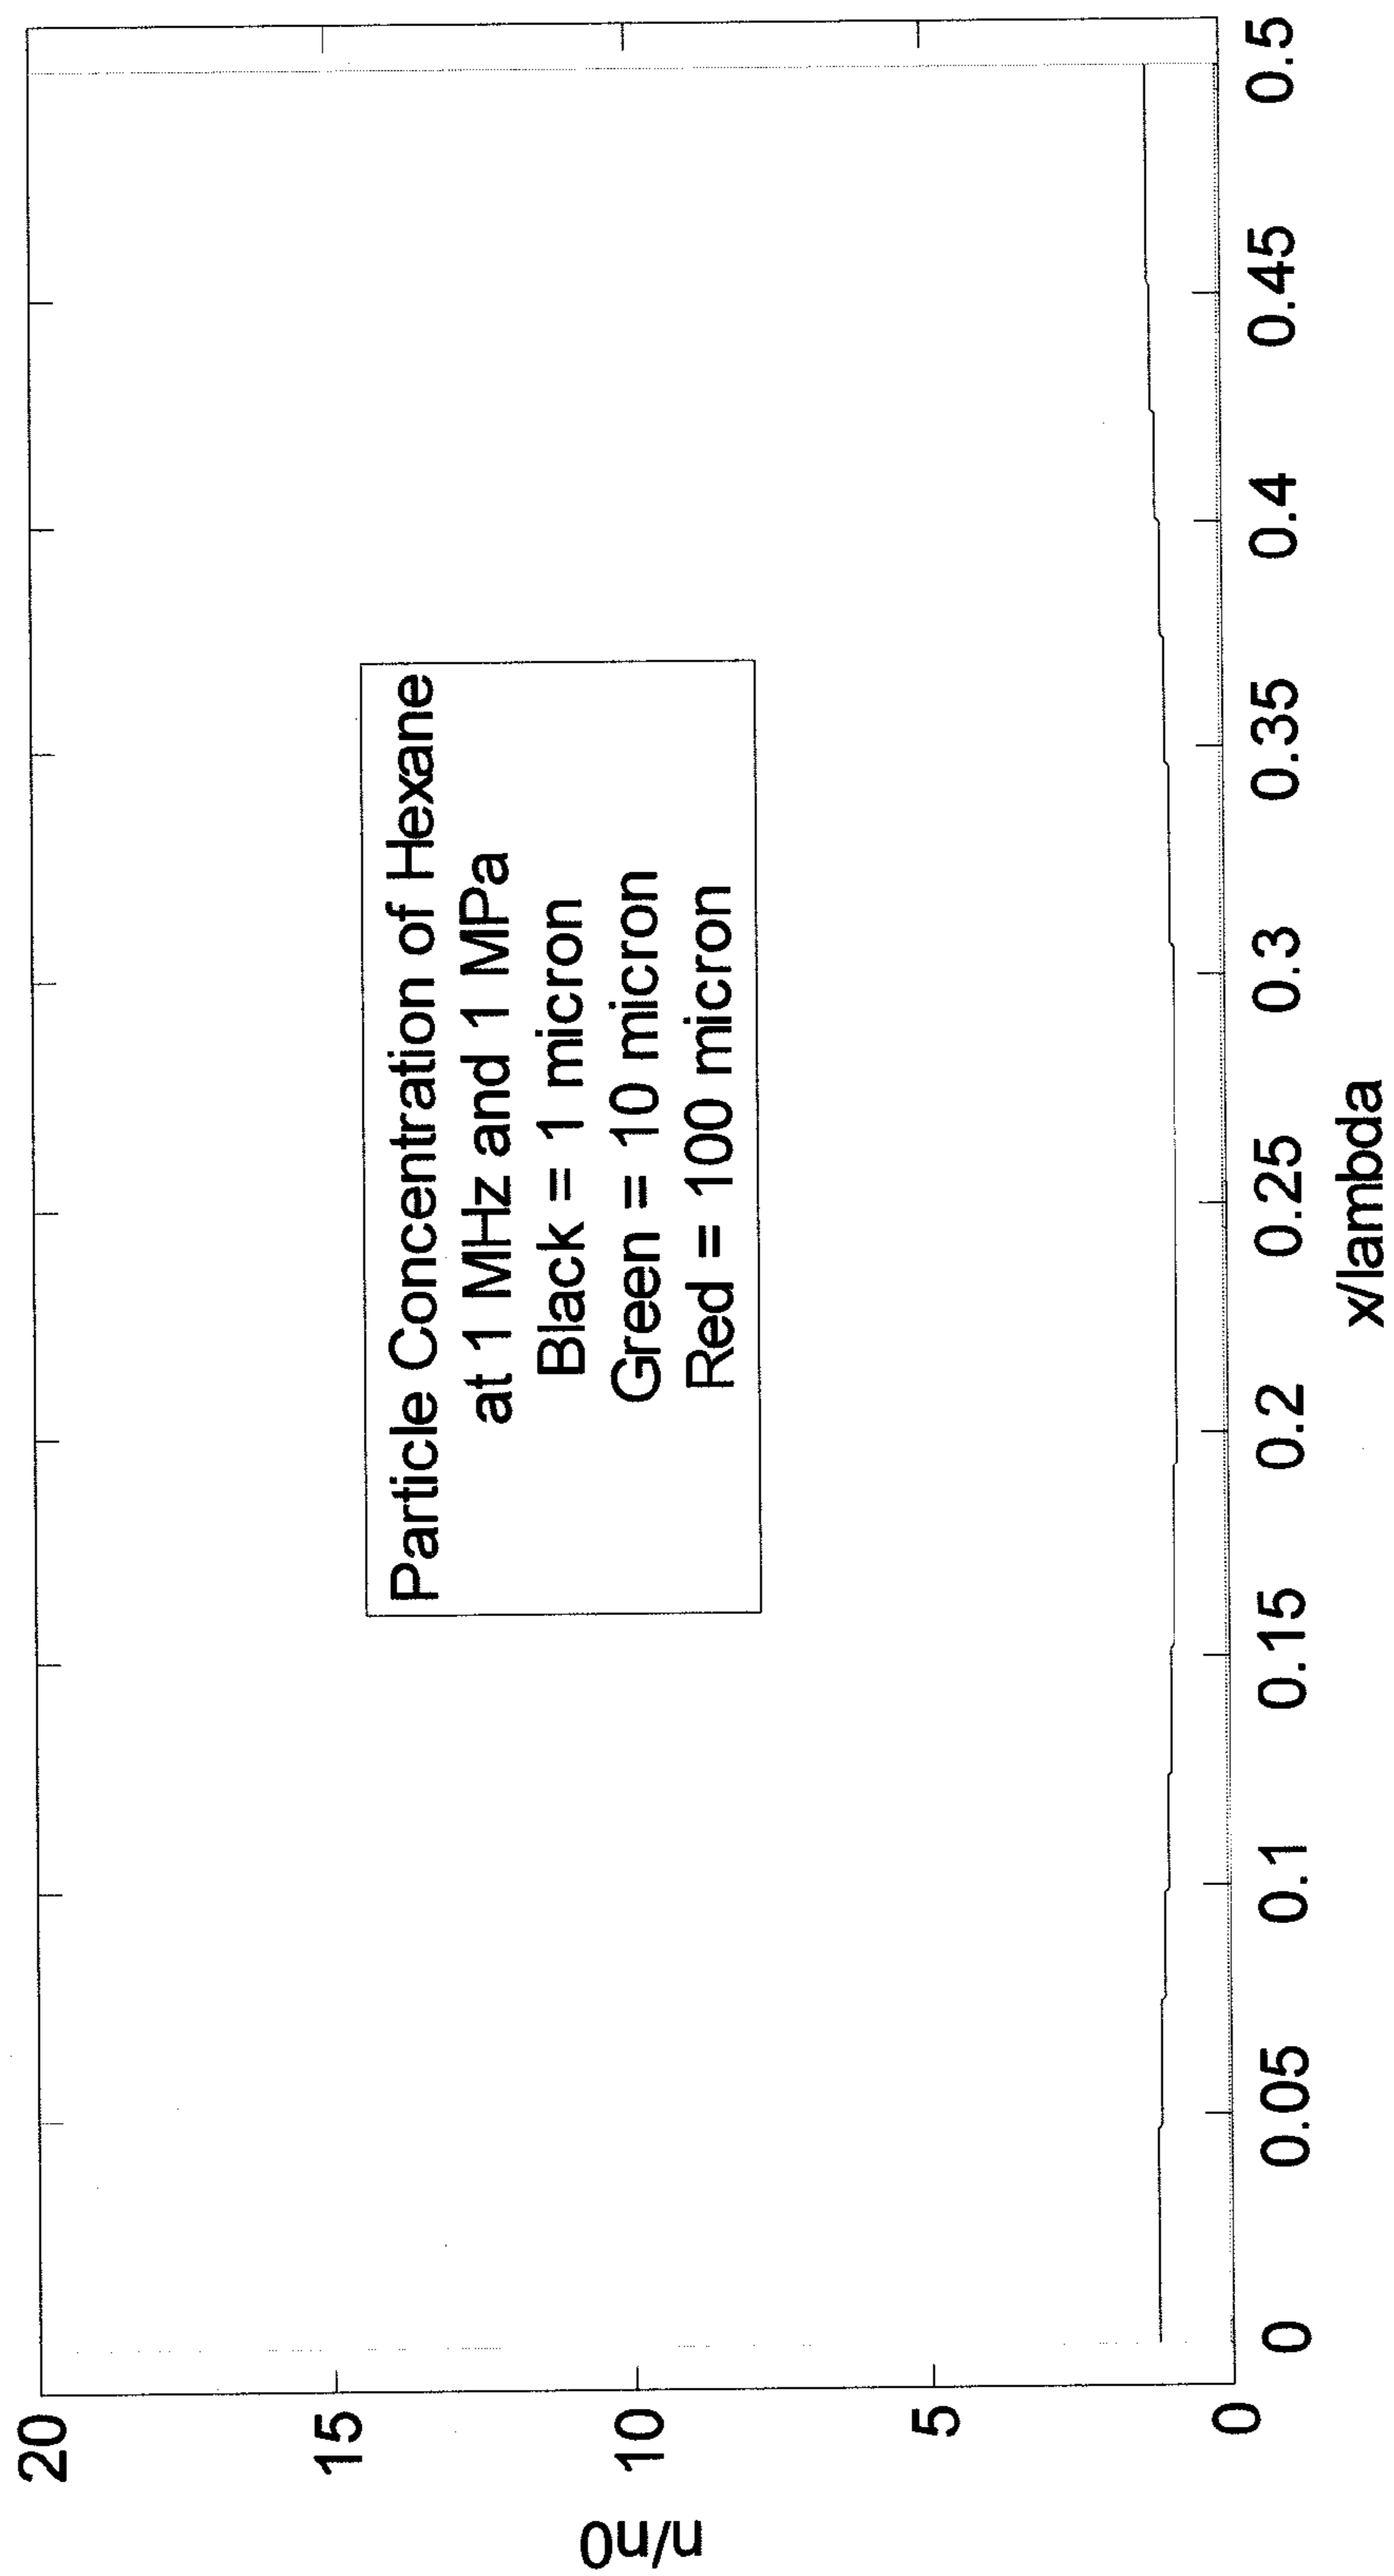 20
15
10
5
0
n/n0
Particle Concentration of Hexane
at 1 MHz and 1 MPa
Black = 1 micron
Green = 10 micron
Red = 100 micron
0
0.05
0.1
0.15
0.2
0.25
0.3
0.35
0.4
0.45
0.5
x/lambda